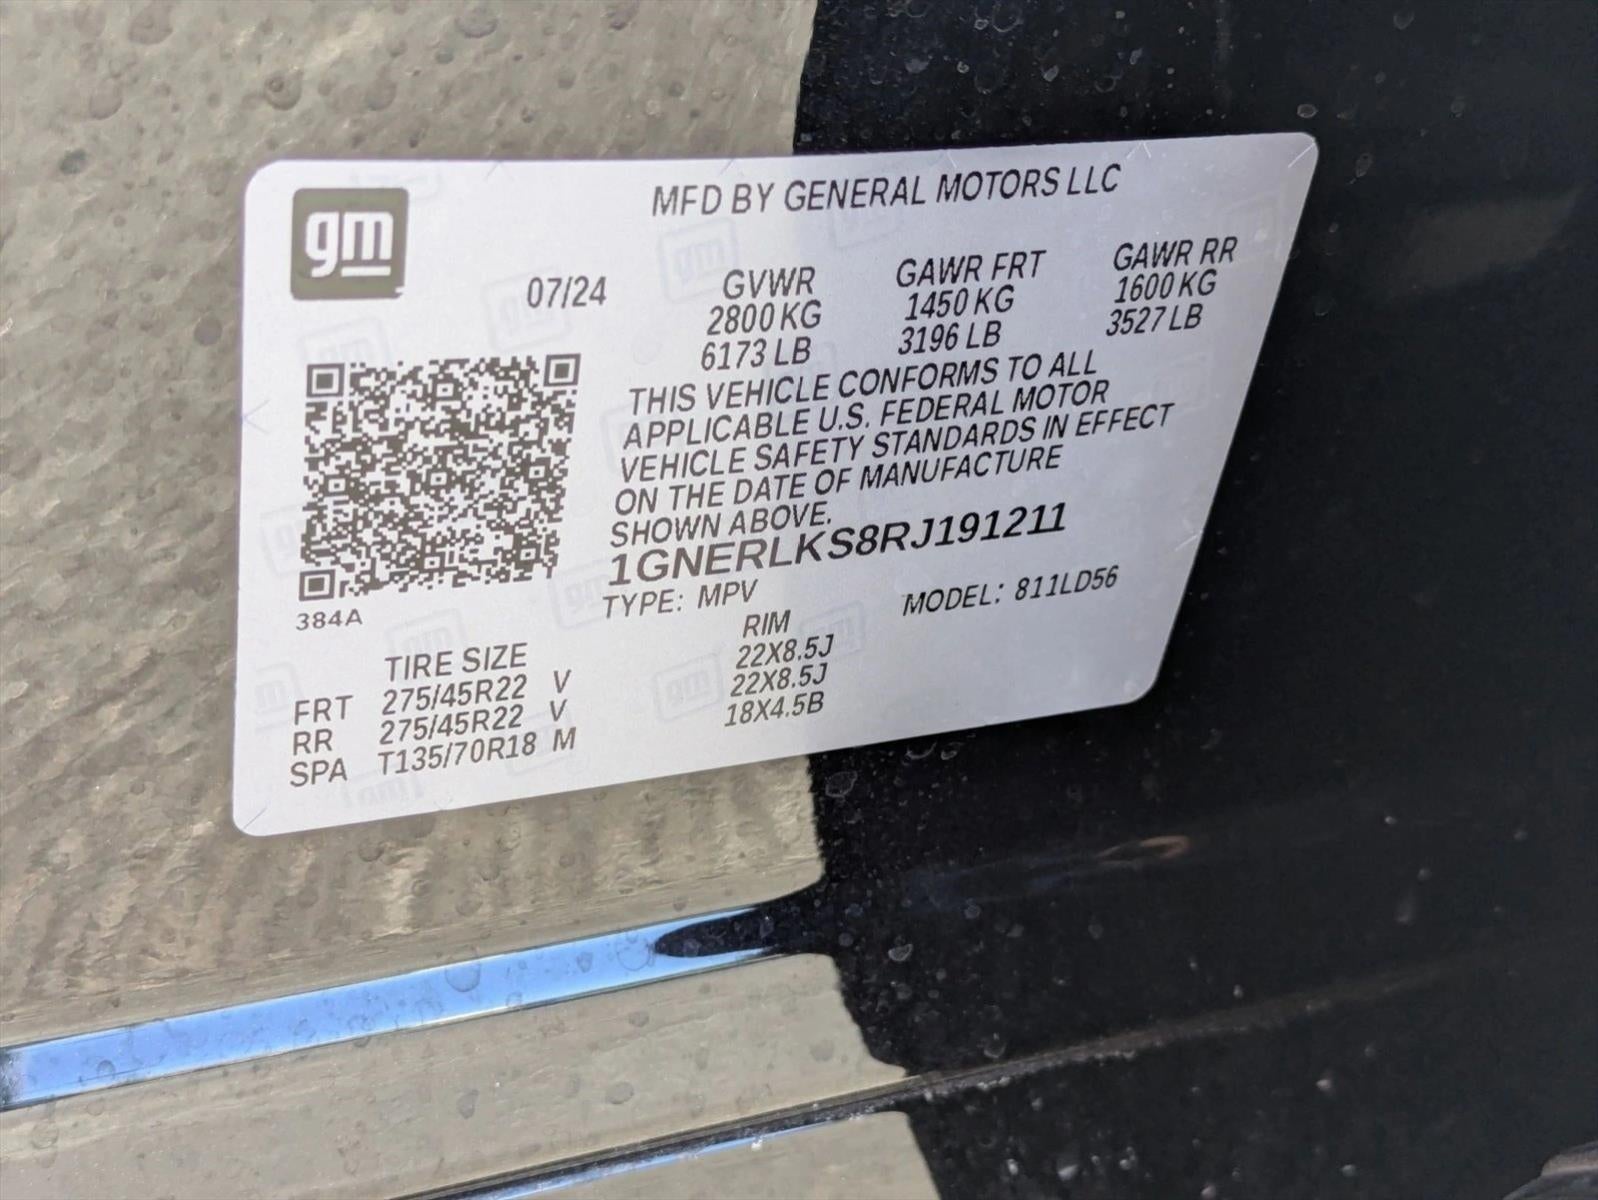 gm
MFD BY GENERAL MOTORS LLC
07/24 GVWR GAWR FRT GAWR RR
2800 KG 1450 KG 1600 KG
6173 LB 3196 LB 3527 LB
THIS VEHICLE CONFORMS TO ALL
APPLICABLE U.S. FEDERAL MOTOR
VEHICLE SAFETY STANDARDS IN EFFECT
ON THE DATE OF MANUFACTURE
SHOWN ABOVE.
1GNERLKS8RJ191211
384A
TYPE: MPV MODEL: 811LD56
TIRE SIZE RIM
FRT 275/45R22 V 22X8.5J
RR 275/45R22 V 22X8.5J
SPA T135/70R18 M 18X4.5B